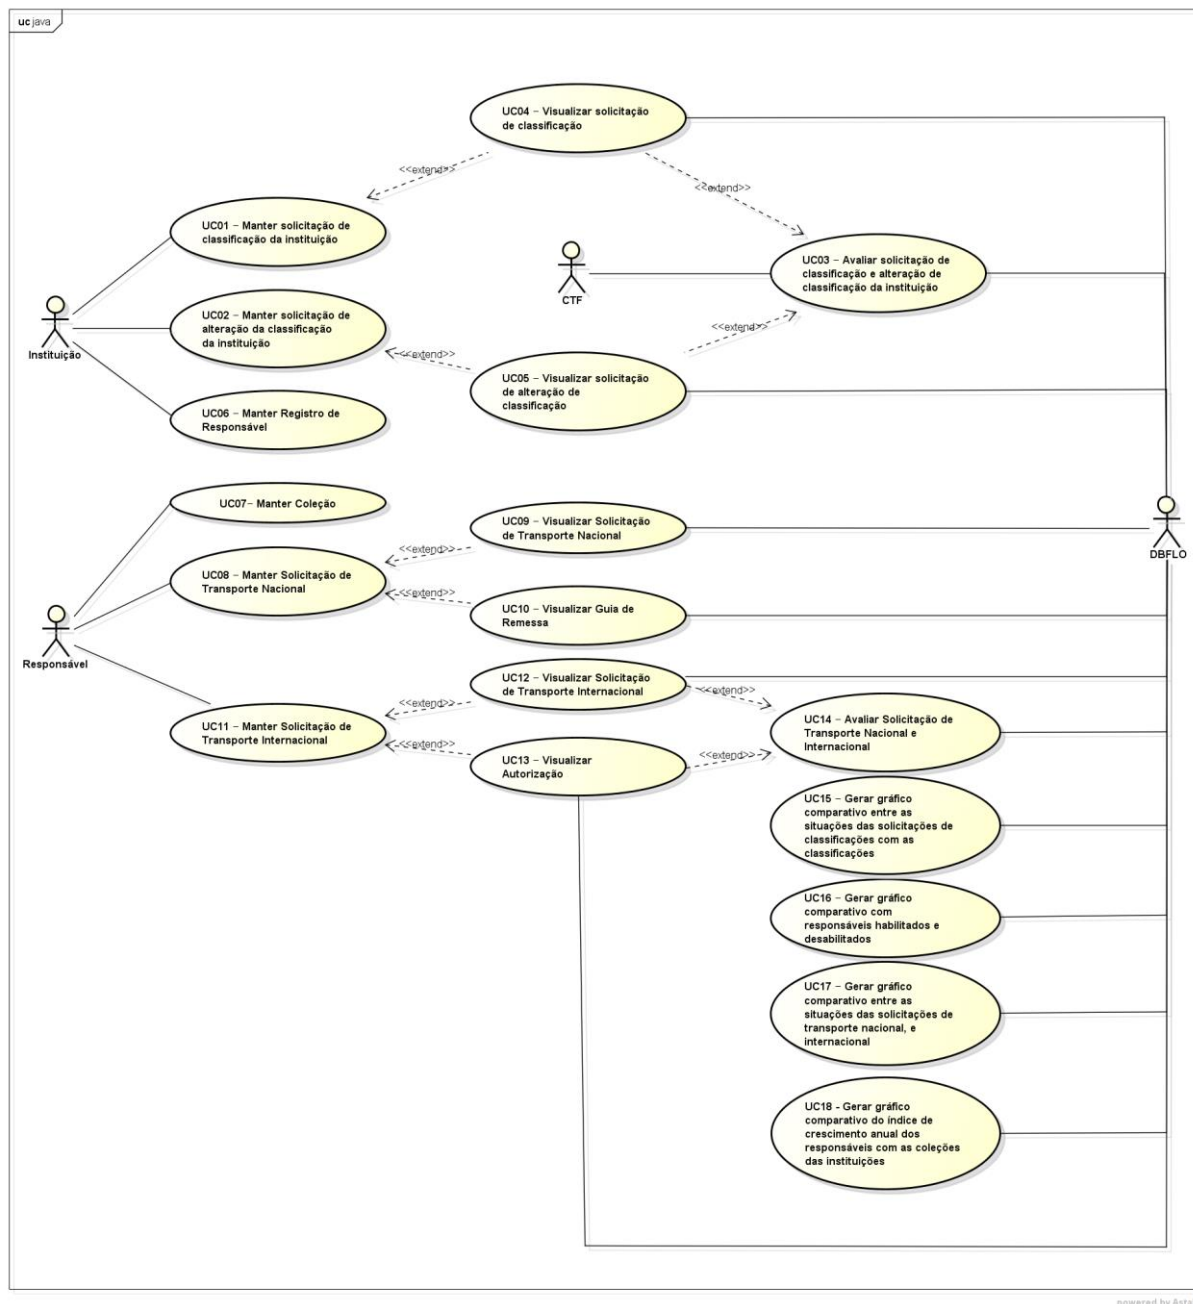 uc java
UC04 – Visualizar solicitação
de classificação
<<extend>>
<<extend>>
UC01 – Manter solicitação de
classificação da instituição
UC03 – Avaliar solicitação de
classificação e alteração de
classificação da instituição
CTF
Instituição
UC02 – Manter solicitação de
alteração da classificação
da instituição
<<extend>>
<<extend>>
UC05 – Visualizar solicitação
de alteração de
classificação
UC06 – Manter Registro de
Responsável
UC07– Manter Coleção
UC09 – Visualizar Solicitação
de Transporte Nacional
<<extend>>
DBFLO
UC08 – Manter Solicitação de
Transporte Nacional
<<extend>>
UC10 – Visualizar Guia de
Remessa
Responsável
UC12 – Visualizar Solicitação
de Transporte Internacional
<<extend>>
<<extend>>
UC11 – Manter Solicitação de
Transporte Internacional
<<extend>>
UC13 – Visualizar
Autorização
<<extend>>
UC14 – Avaliar Solicitação de
Transporte Nacional e
Internacional
UC15 – Gerar gráfico
comparativo entre as
situações das solicitações de
classificações com as
classificações
UC16 – Gerar gráfico
comparativo com
responsáveis habilitados e
desabilitados
UC17 – Gerar gráfico
comparativo entre as
situações das solicitações de
transporte nacional, e
internacional
UC18 - Gerar gráfico
comparativo do índice de
crescimento anual dos
responsáveis com as coleções
das instituições
powered by Asta